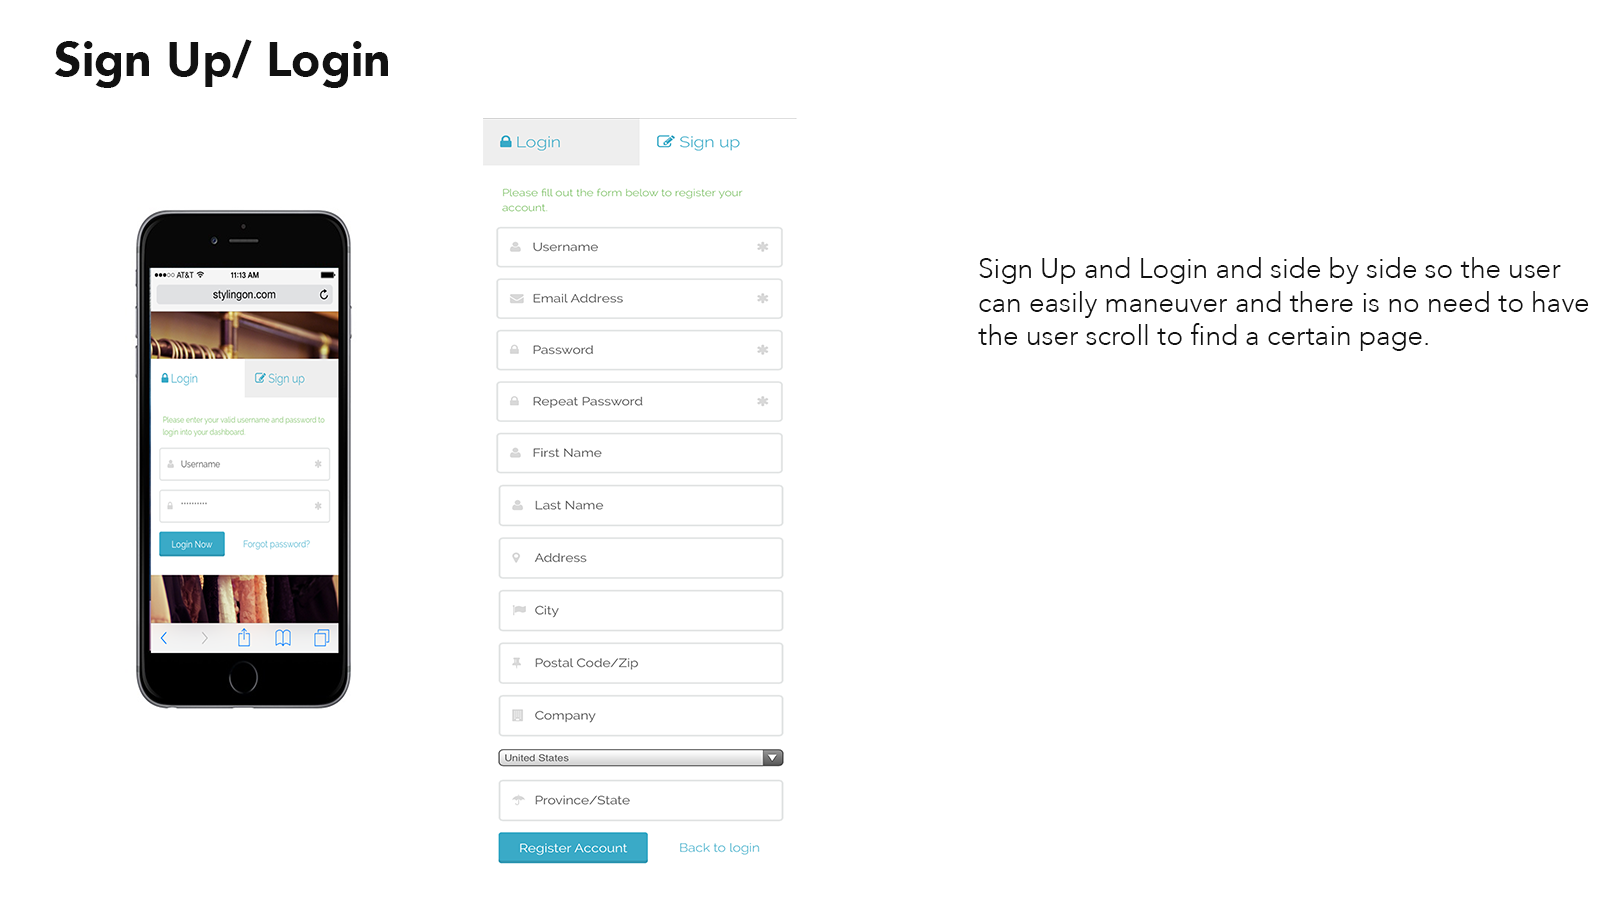 Sign Up/ Login
AT&T
11:13 AM
stylingon.com
Login
Sign up
Please enter your valid username and password to
login into your dashboard.
Username
Login Now
Forgot password?
Login
Sign up
Please fill out the form below to register your
account.
Username
Email Address
Password
Repeat Password
First Name
Last Name
Address
City
Postal Code/Zip
Company
United States
Province/State
Register Account
Back to login
Sign Up and Login and side by side so the user
can easily maneuver and there is no need to have
the user scroll to find a certain page.